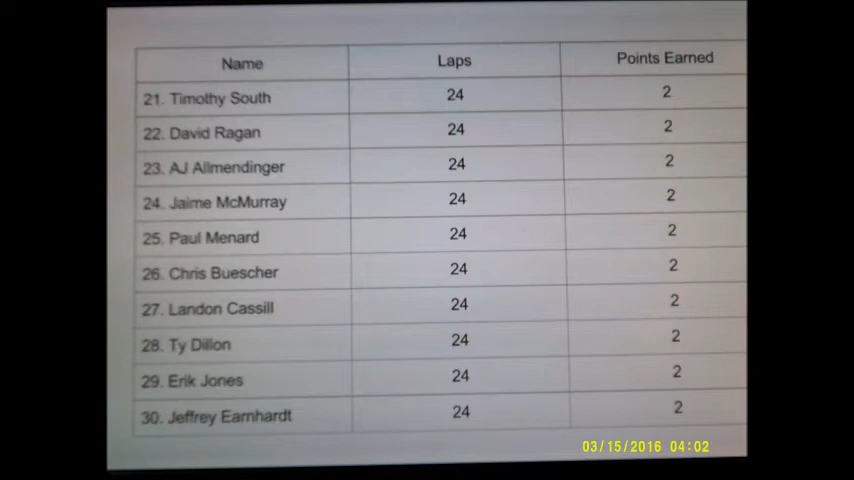 Name Laps Points Earned
21. Timothy South 24 2
22. David Ragan 24 2
23. AJ Allmendinger 24 2
24. Jaime McMurray 24 2
25. Paul Menard 24 2
26. Chris Buescher 24 2
27. Landon Cassill 24 2
28. Ty Dillon 24 2
29. Erik Jones 24 2
30. Jeffrey Earnhardt 24 2
03/15/2016 04:02